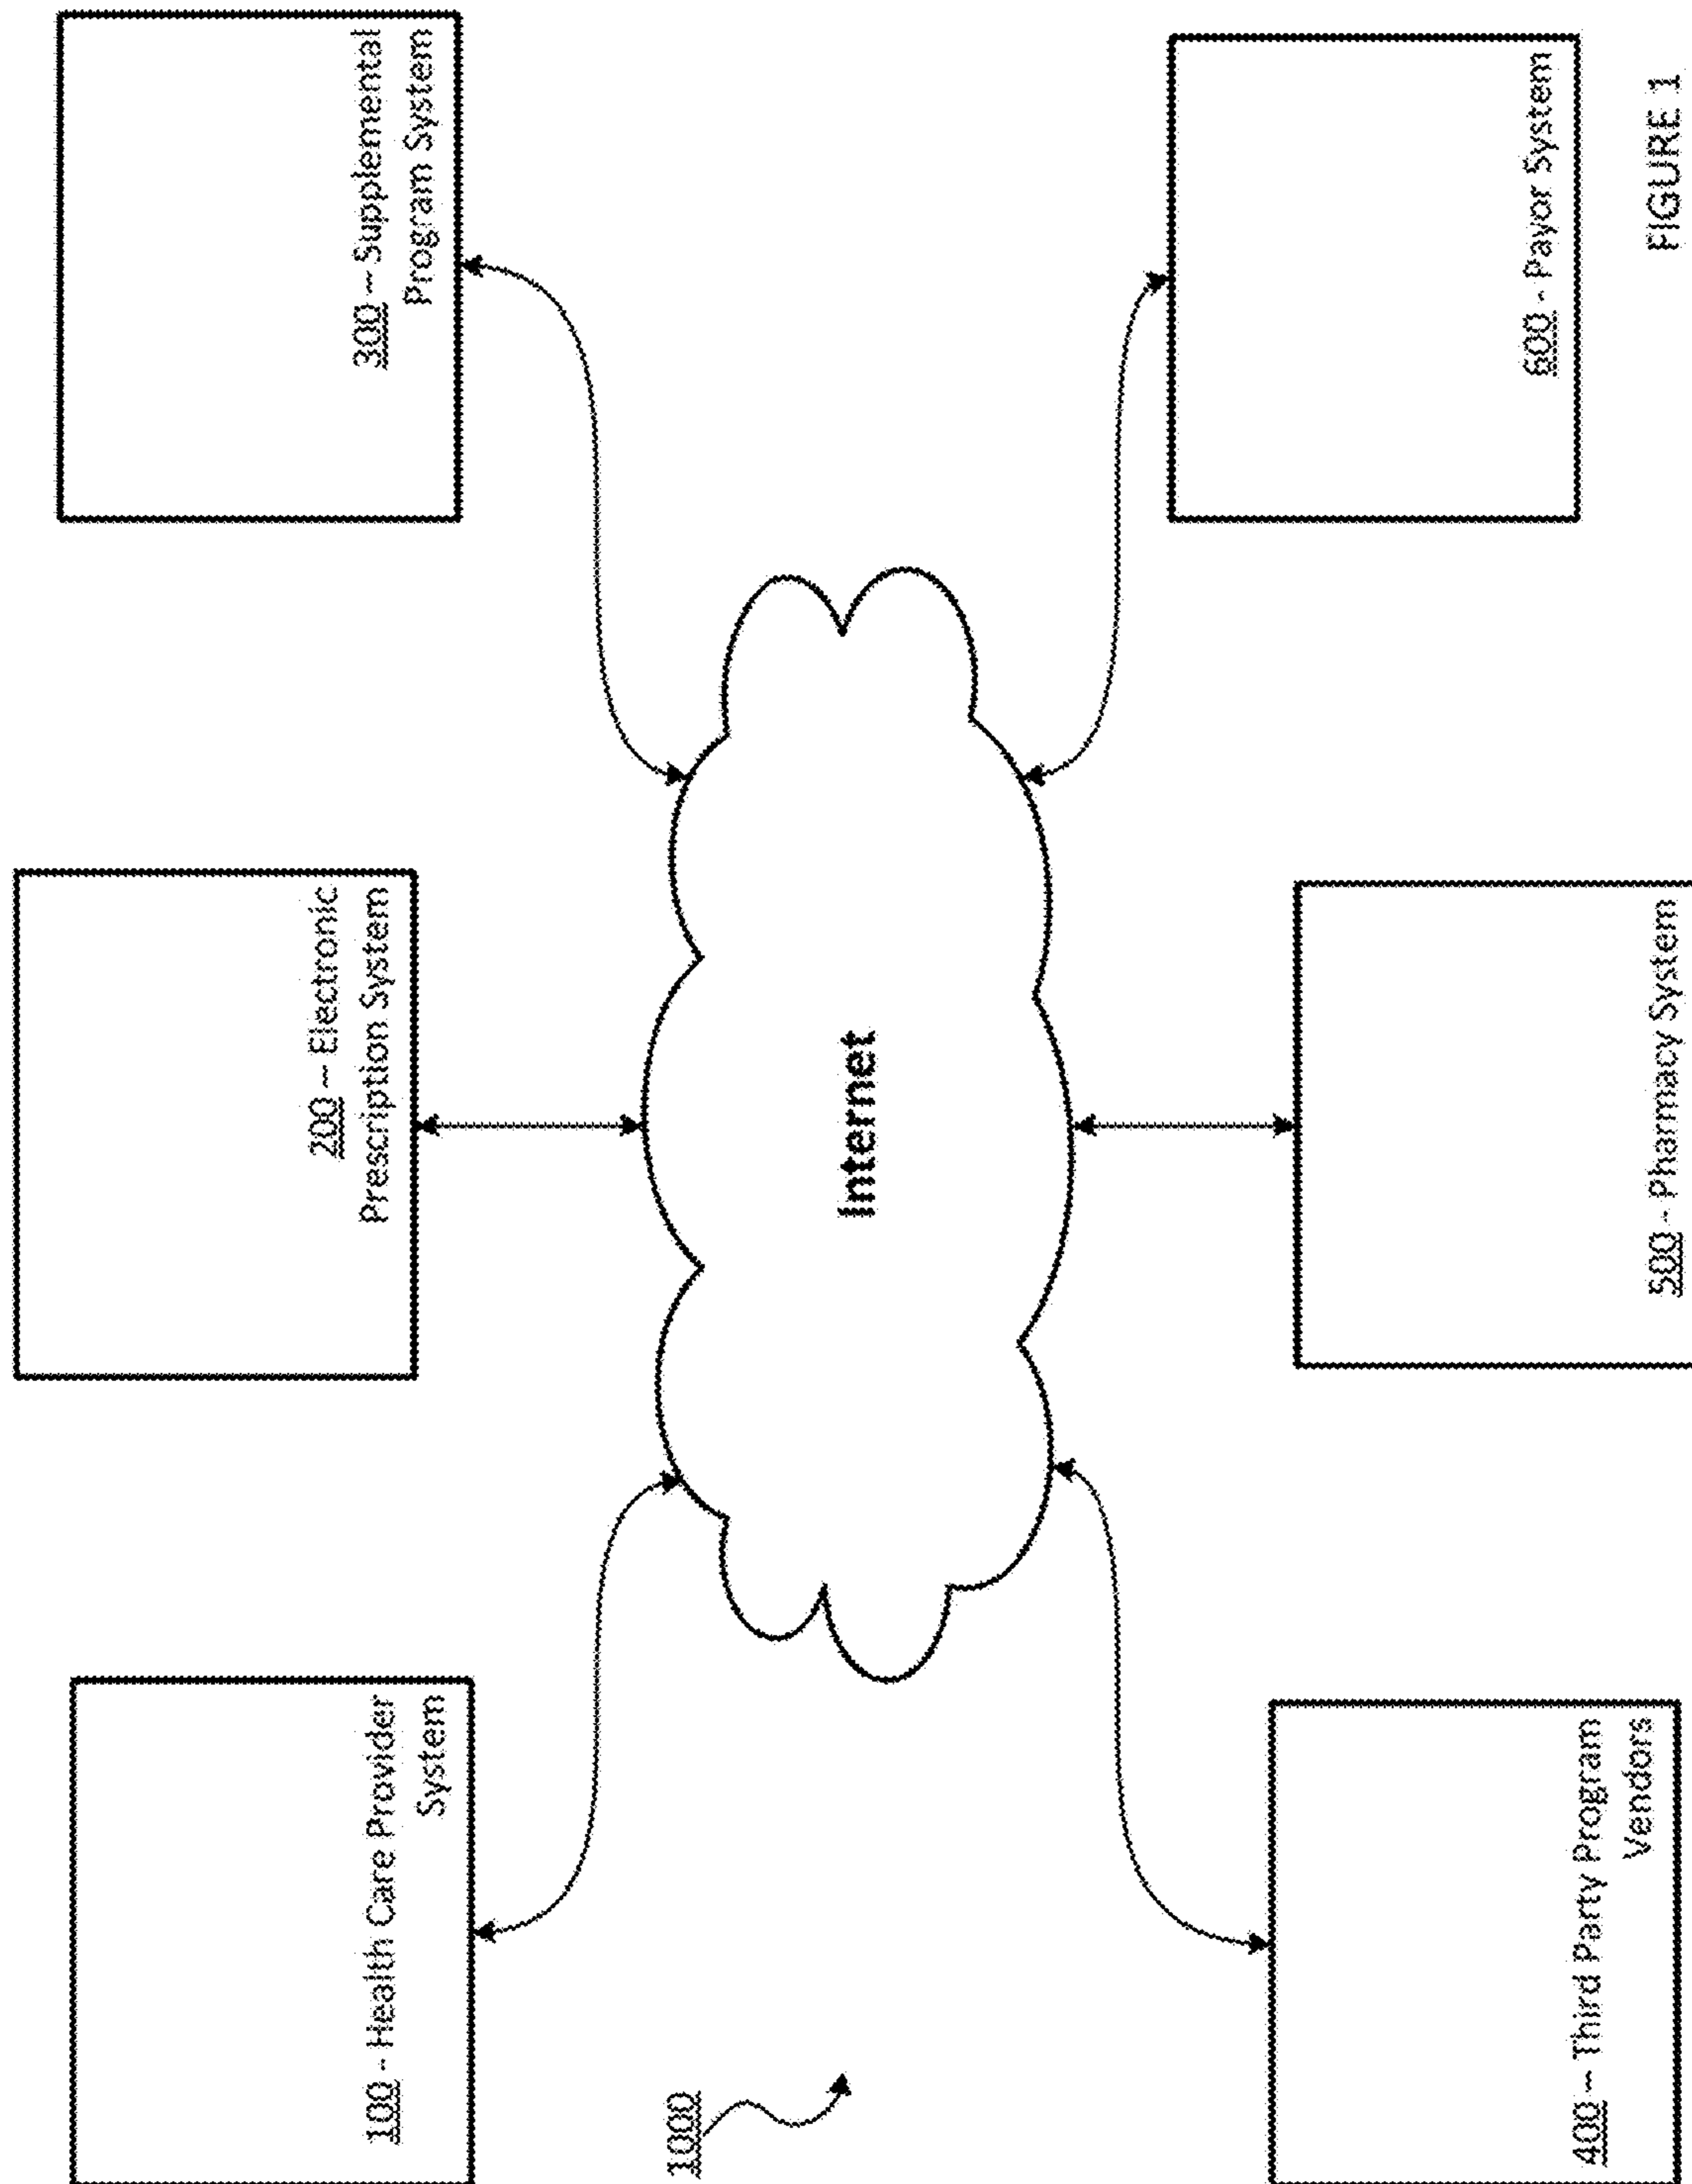 100 - Health Care Provider
System
200 – Electronic
Prescription System
300 – Supplemental
Program System
1000
Internet
400 – Third Party Program
Vendors
500 - Pharmacy System
600 - Payor System
FIGURE 1